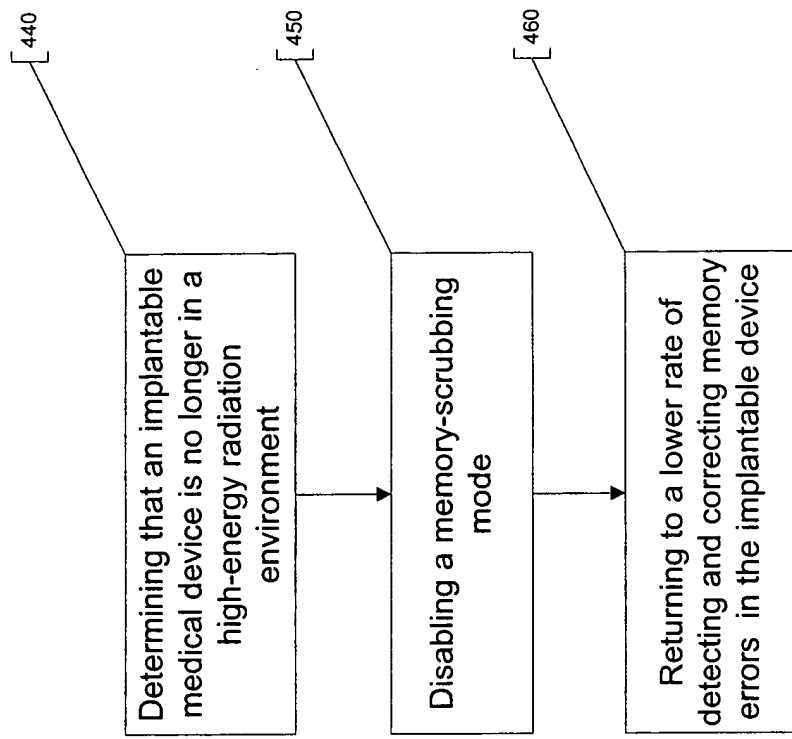 440
Determining that an implantable
medical device is no longer in a
high-energy radiation
environment
450
Disabling a memory-scrubbing
mode
460
Returning to a lower rate of
detecting and correcting memory
errors in the implantable device